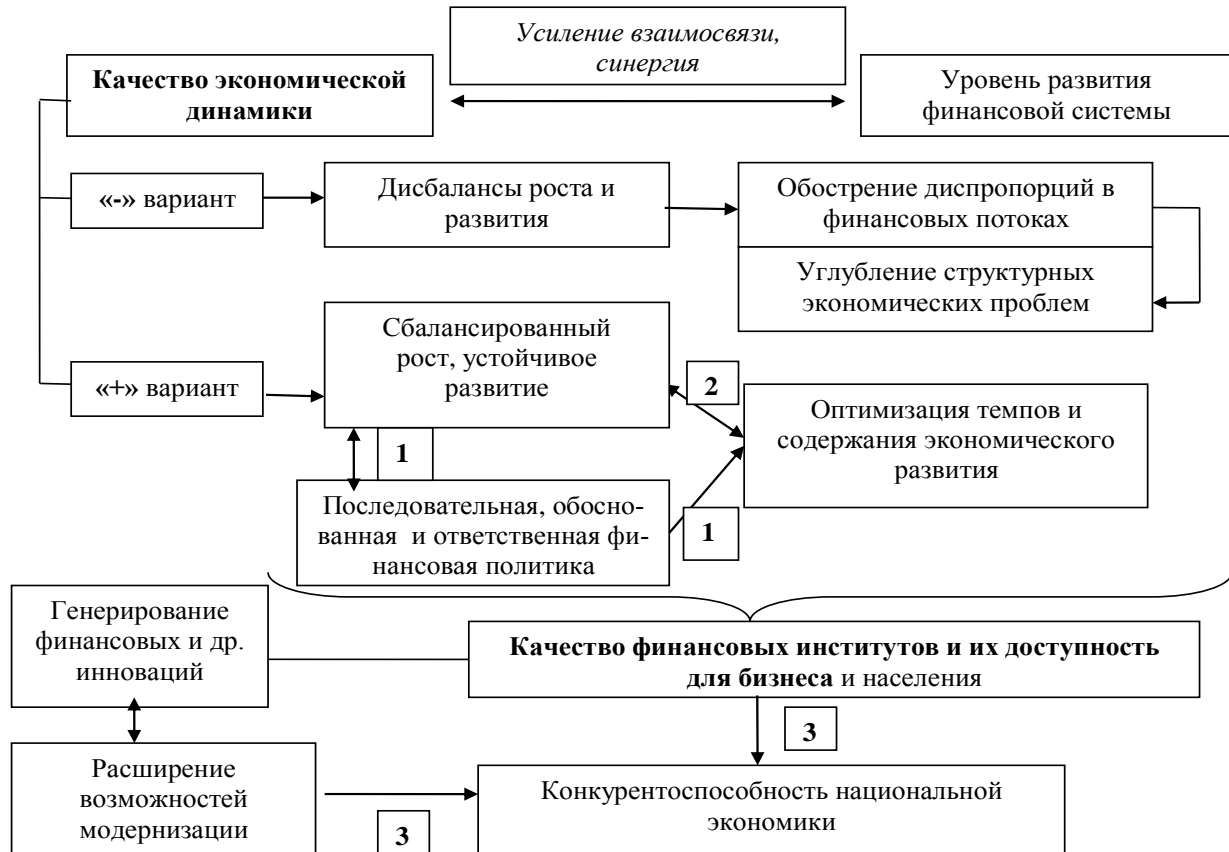 Усиление взаимосвязи,
синергия
Качество экономической
динамики
Уровень развития
финансовой системы
«-» вариант
Дисбалансы роста и
развития
Обострение диспропорций в
финансовых потоках
Углубление структурных
экономических проблем
«+» вариант
Сбалансированный
рост, устойчивое
развитие
2
Оптимизация темпов и
содержания экономического
развития
1
Последовательная, обосно-
ванная и ответственная фи-
нансовая политика
1
Генерирование
финансовых и др.
инноваций
Качество финансовых институтов и их доступность
для бизнеса и населения
3
Расширение
возможностей
модернизации
3
Конкурентоспособность национальной
экономики